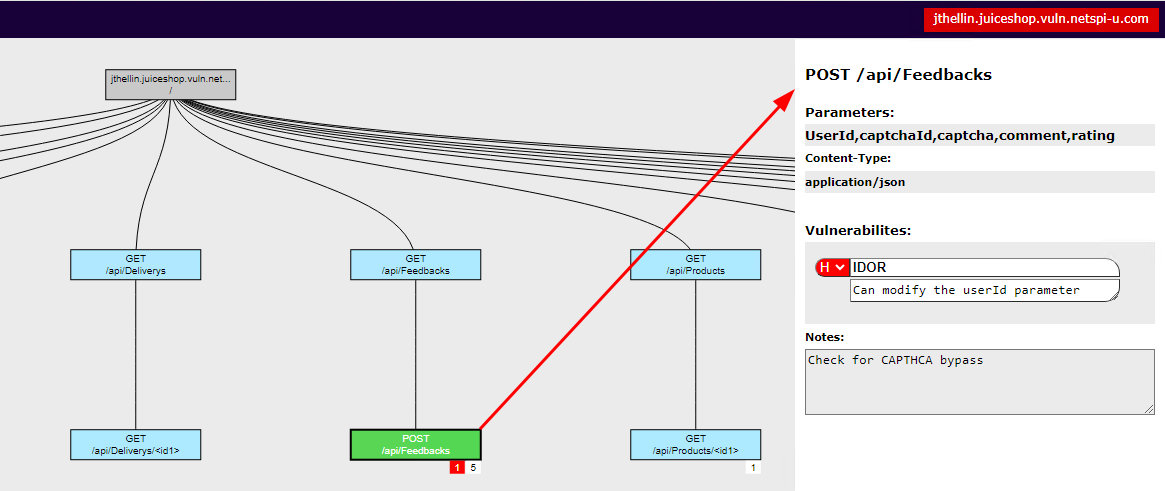 jthellin.juiceshop.vuln.netspi-u.com
jthellin.juiceshop.vuln.net...
/
GET
/api/Deliverys
GET
/api/Feedbacks
GET
/api/Products
GET
/api/Deliverys/<id1>
POST
/api/Feedbacks
1 5
GET
/api/Products/<id1>
1
POST /api/Feedbacks
Parameters:
UserId,captchaId,captcha,comment,rating
Content-Type:
application/json
Vulnerabilites:
H IDOR
Can modify the userId parameter
Notes:
Check for CAPTHCA bypass